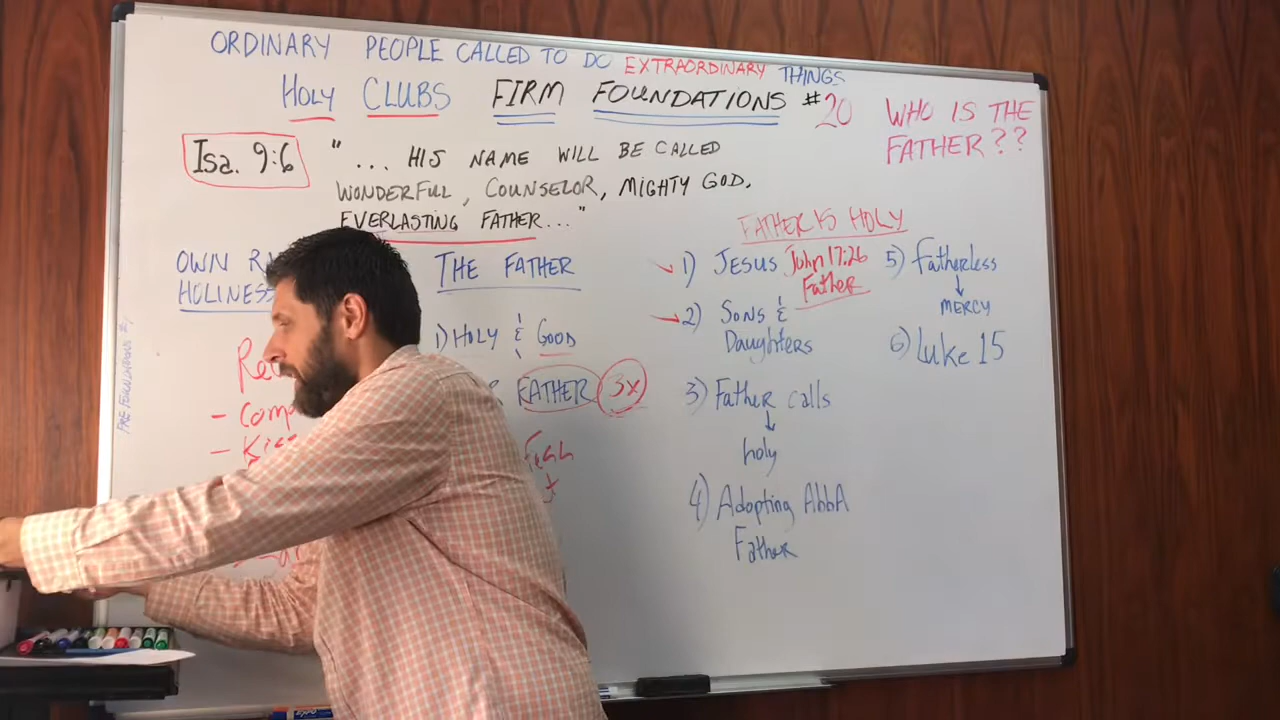 ORDINARY PEOPLE CALLED TO DO EXTRAORDINARY THINGS
HOLY CLUBS FIRM FOUNDATIONS #20
WHO IS THE
FATHER??
Isa. 9:6
"... HIS NAME WILL BE CALLED
WONDERFUL, COUNSELOR, MIGHTY GOD,
EVERLASTING FATHER..."
OWN
HOLINESS
THE FATHER
1) HOLY & GOOD
FATHER 3x
FATHER IS HOLY
1) JESUS John 17:26
Father
2) SONS &
Daughters
3) Father calls
holy
4) Adopting AbbA
Father
5) Fatherless
MERCY
6) Luke 15